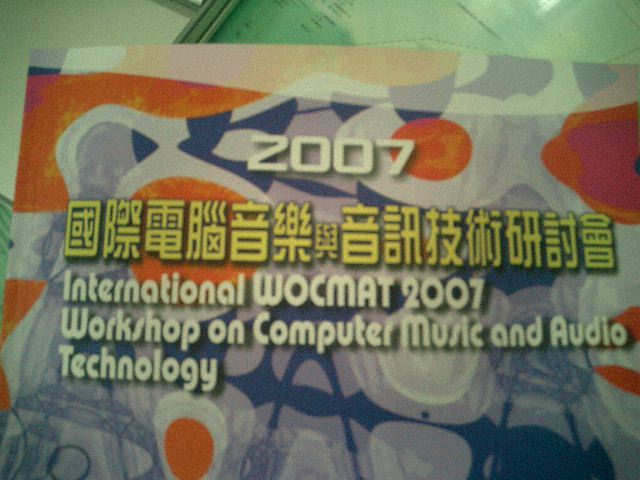 2007
國際電腦音樂與音訊技術研討會
International WOCMAT 2007
Workshop on Computer Music and Audio
Technology